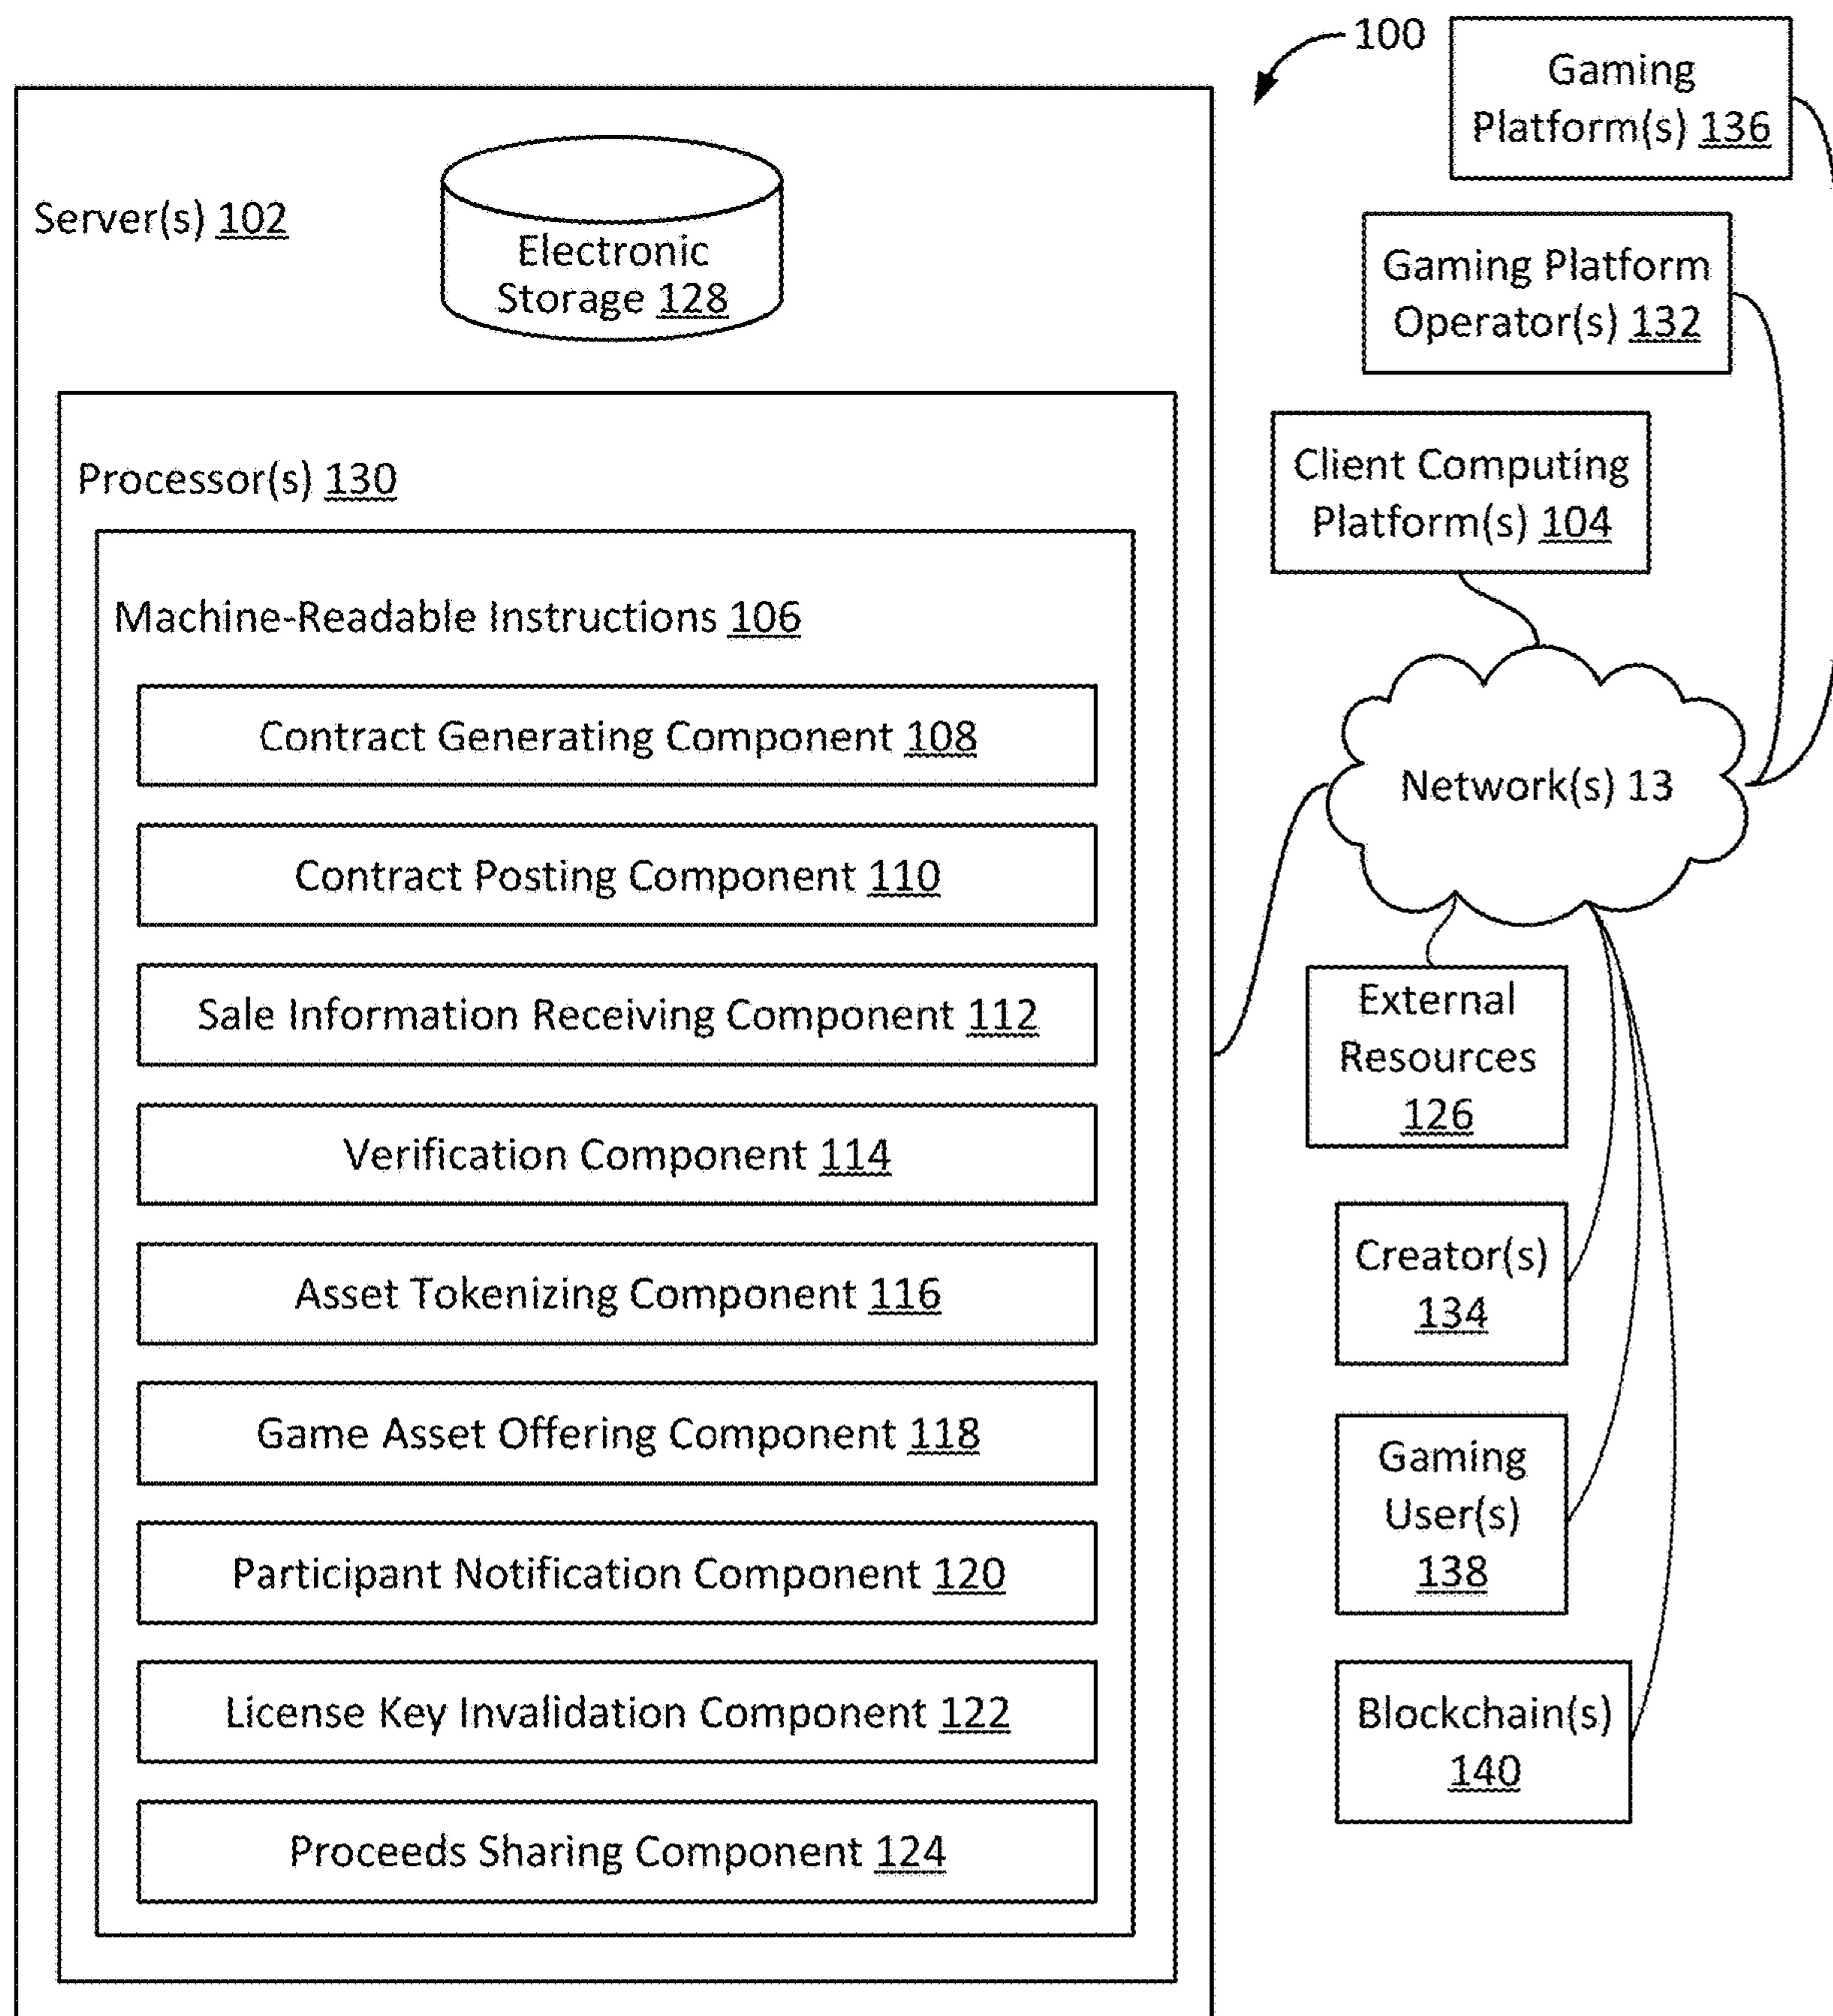 100
Server(s) 102
Electronic
Storage 128
Processor(s) 130
Machine-Readable Instructions 106
Contract Generating Component 108
Contract Posting Component 110
Sale Information Receiving Component 112
Verification Component 114
Asset Tokenizing Component 116
Game Asset Offering Component 118
Participant Notification Component 120
License Key Invalidation Component 122
Proceeds Sharing Component 124
Gaming
Platform(s) 136
Gaming Platform
Operator(s) 132
Client Computing
Platform(s) 104
Network(s) 13
External
Resources
126
Creator(s)
134
Gaming
User(s)
138
Blockchain(s)
140